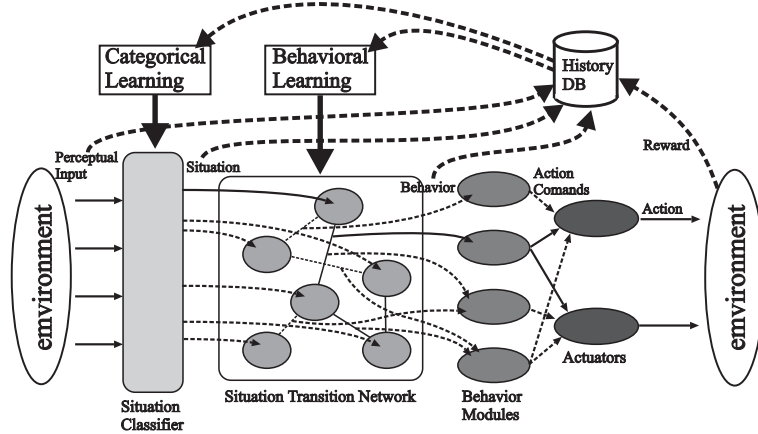 Categorical
Learning
Behavioral
Learning
History
DB
Perceptual
Input
Situation
Behavior
Action
Comands
Reward
Action
emvironment
emvironment
Actuators
Situation Transition Network
Situation
Classifier
Behavior
Modules